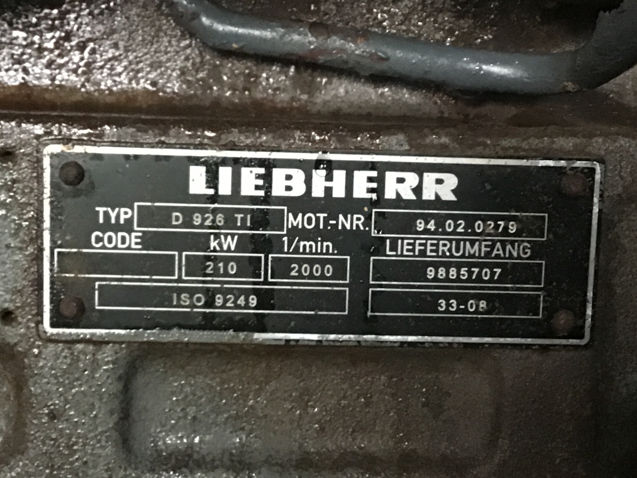 LIEBHERR
TYP D 926 TI MOT-NR. 94.02.0279
CODE kW 1/min. LIEFERUMFANG
210 2000 9885707
ISO 9249 33-08